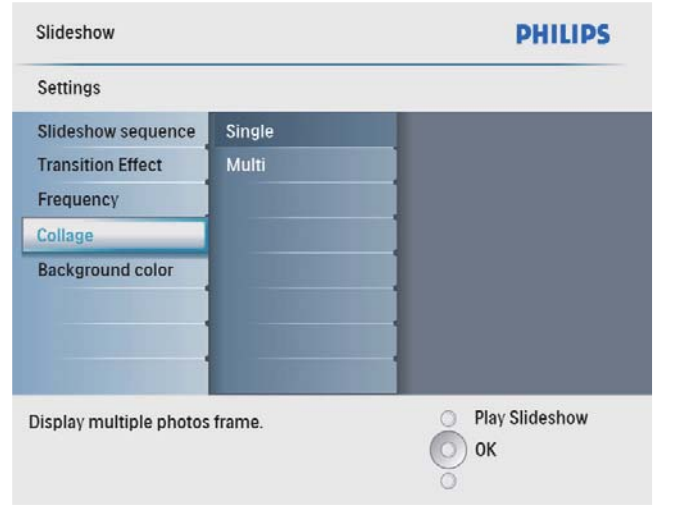 Slideshow
PHILIPS
Settings
Slideshow sequence
Single
Transition Effect
Multi
Frequency
Collage
Background color
Display multiple photos frame.
Play Slideshow
OK